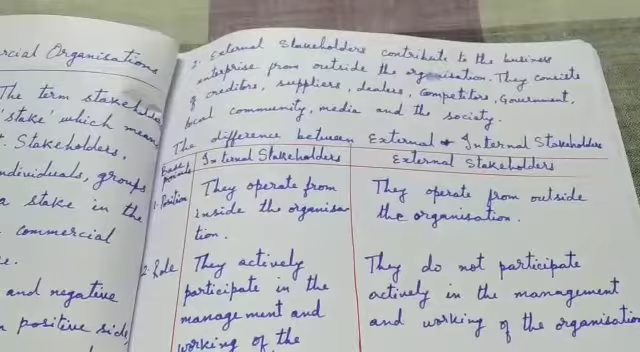 rcial Organisations
The term stakeholder
'stake' which means
Stakeholders,
ndividuals, groups
a stake in the
commercial
e.
and negative
positive side,
2. External Stakeholders contribute to the business
enterprise from outside the organisation. They consists
of creditors, suppliers, dealers, Competitors, Government,
local community, media and the society.
The difference between External & Internal Stakeholders
Internal Stakeholders
External Stakeholders
1. Position
They operate from
inside the organisa
tion.
They operate from outside
the organisation.
2. Role
They actively
participate in the
management and
working of the
They do not participate
actively in the management
and working of the organisation